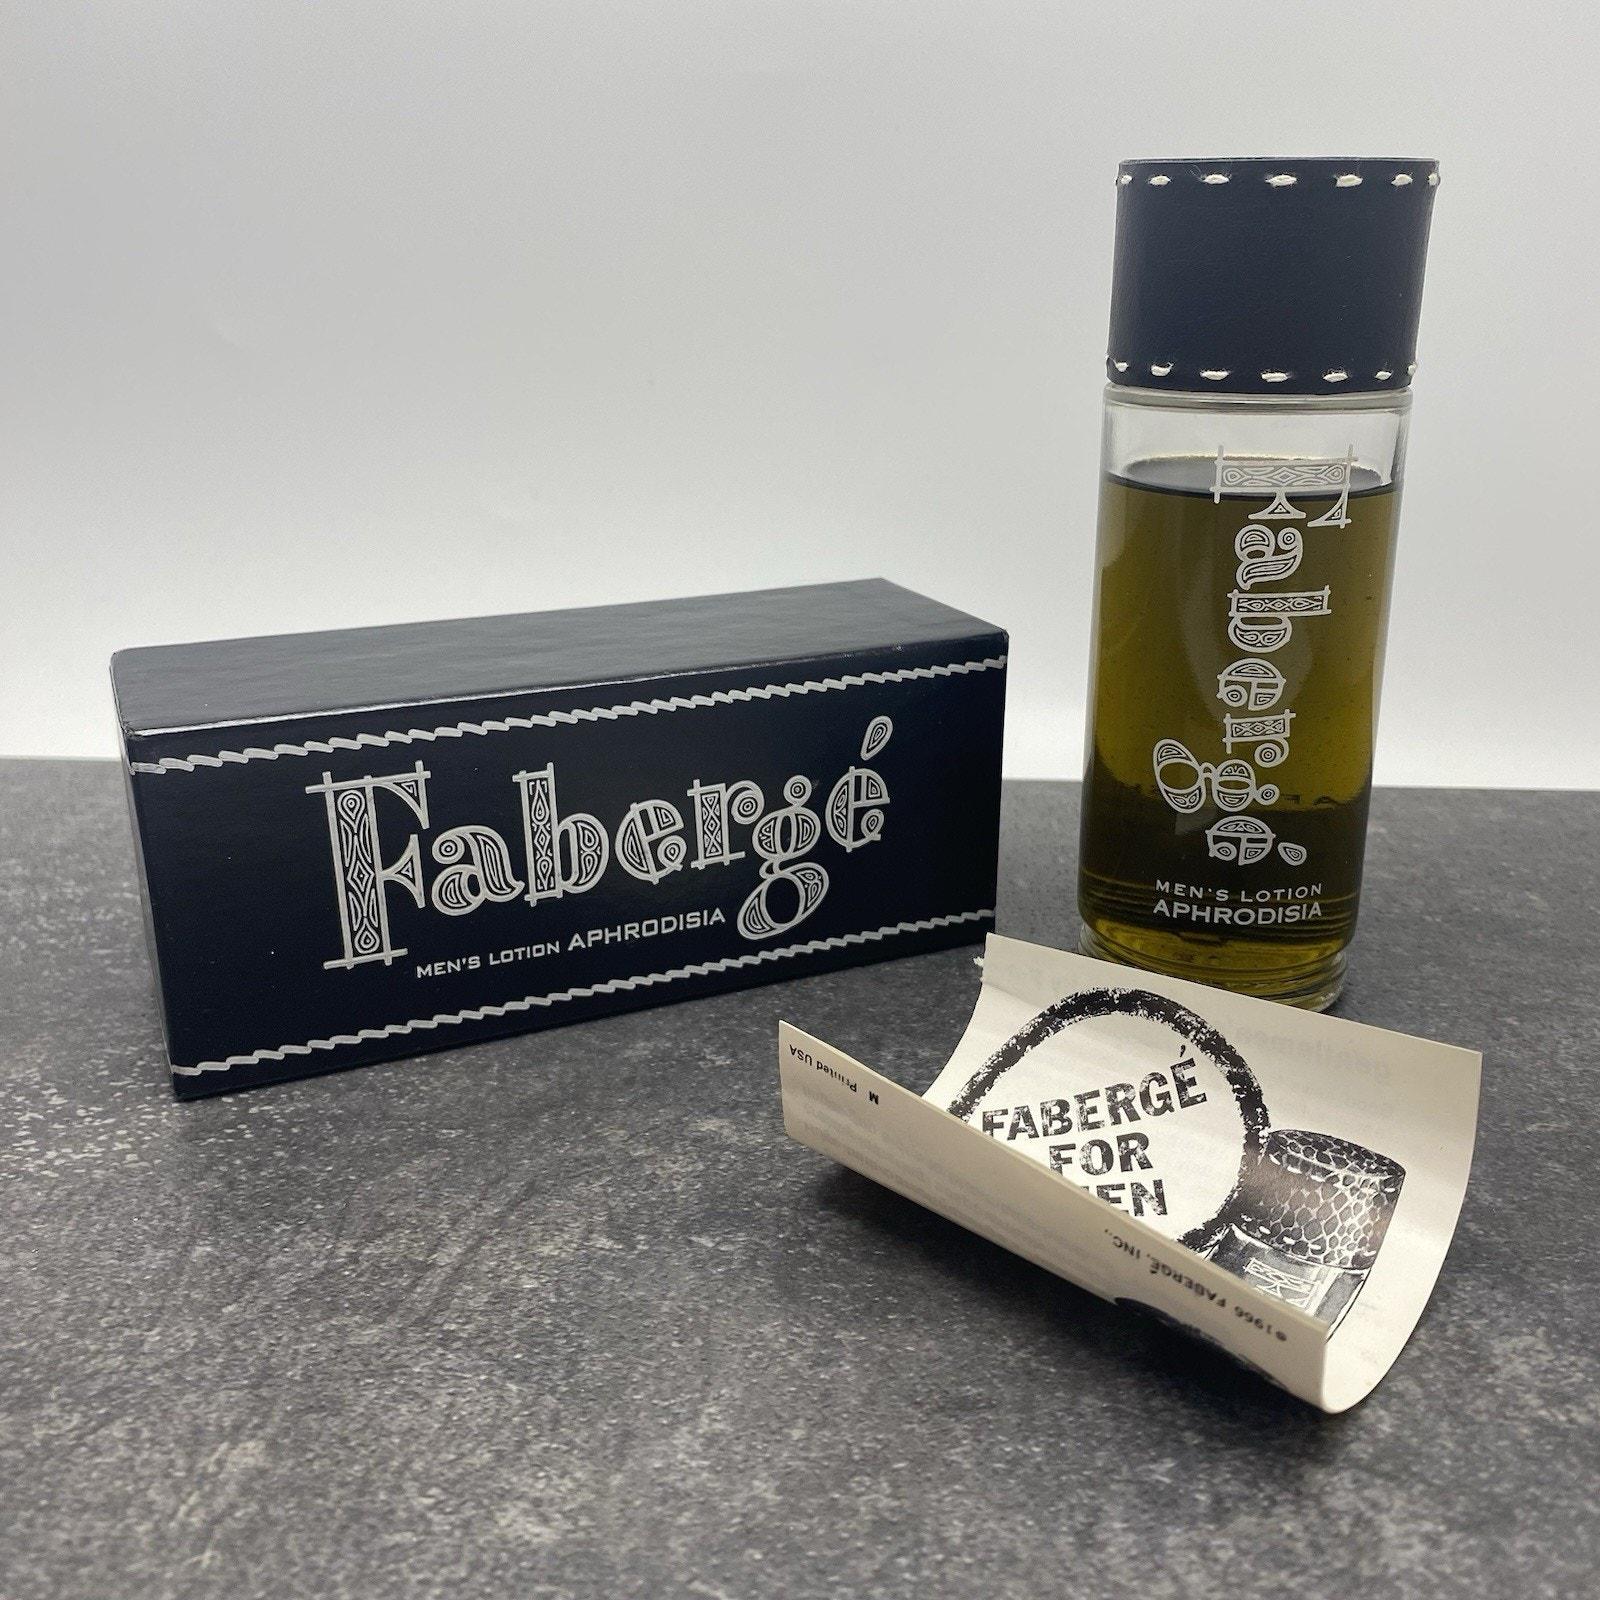 Fabergé
MEN'S LOTION APHRODISIA
Fabergé
MEN'S LOTION
APHRODISIA
FABERGÉ
FOR
M Printed USA
©1966 FABERGÉ, INC.,